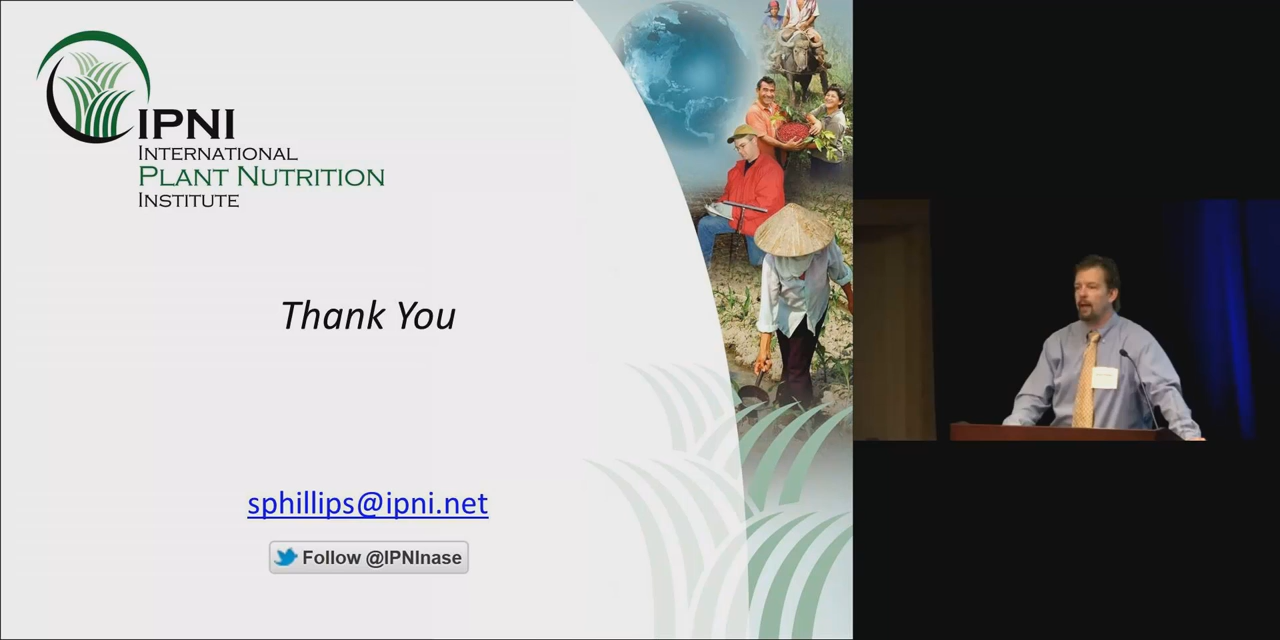 IPNI
INTERNATIONAL
PLANT NUTRITION
INSTITUTE
Thank You
sphillips@ipni.net
Follow @IPNInase